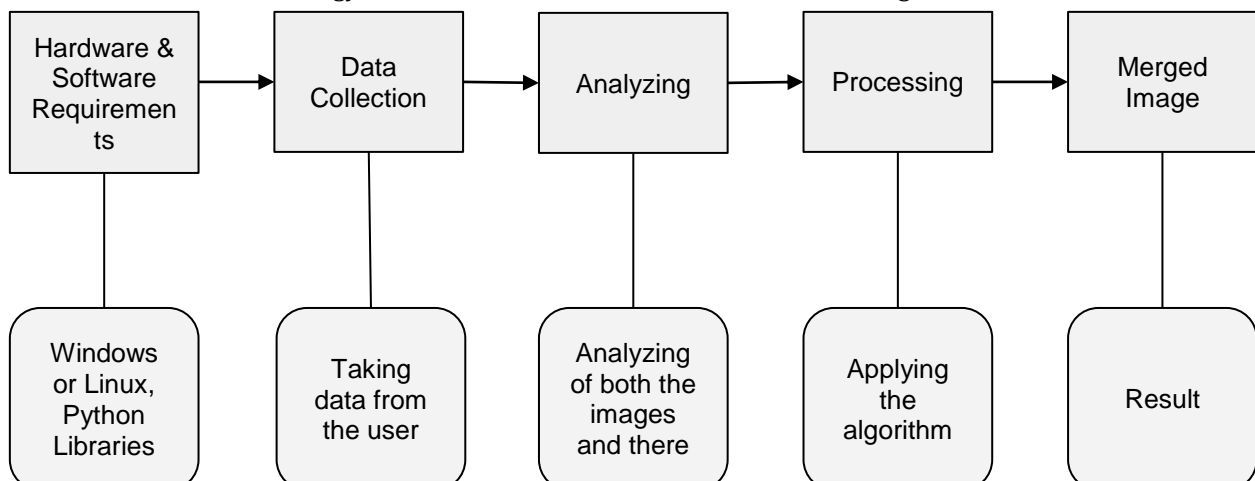 Hardware &
Software
Requiremen
ts
Data
Collection
Analyzing
Processing
Merged
Image
Windows
or Linux,
Python
Libraries
Taking
data from
the user
Analyzing
of both the
images
and there
Applying
the
algorithm
Result